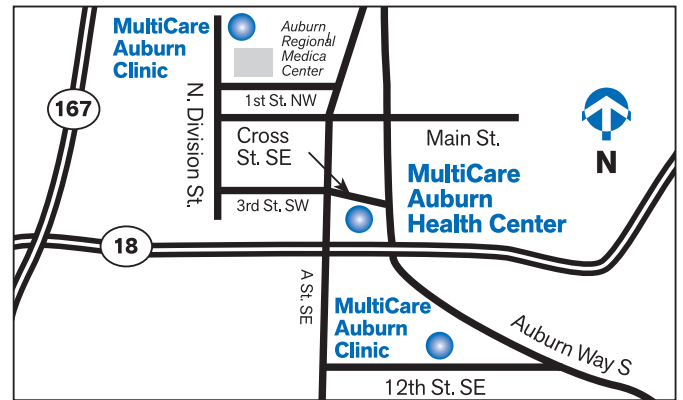 MultiCare
Auburn
Clinic
Auburn
Regional
Medica
Center
167
N. Division St.
1st St. NW
Cross
St. SE
Main St.
N
MultiCare
Auburn
Health Center
3rd St. SW
18
A St. SE
MultiCare
Auburn
Clinic
Auburn Way S
12th St. SE